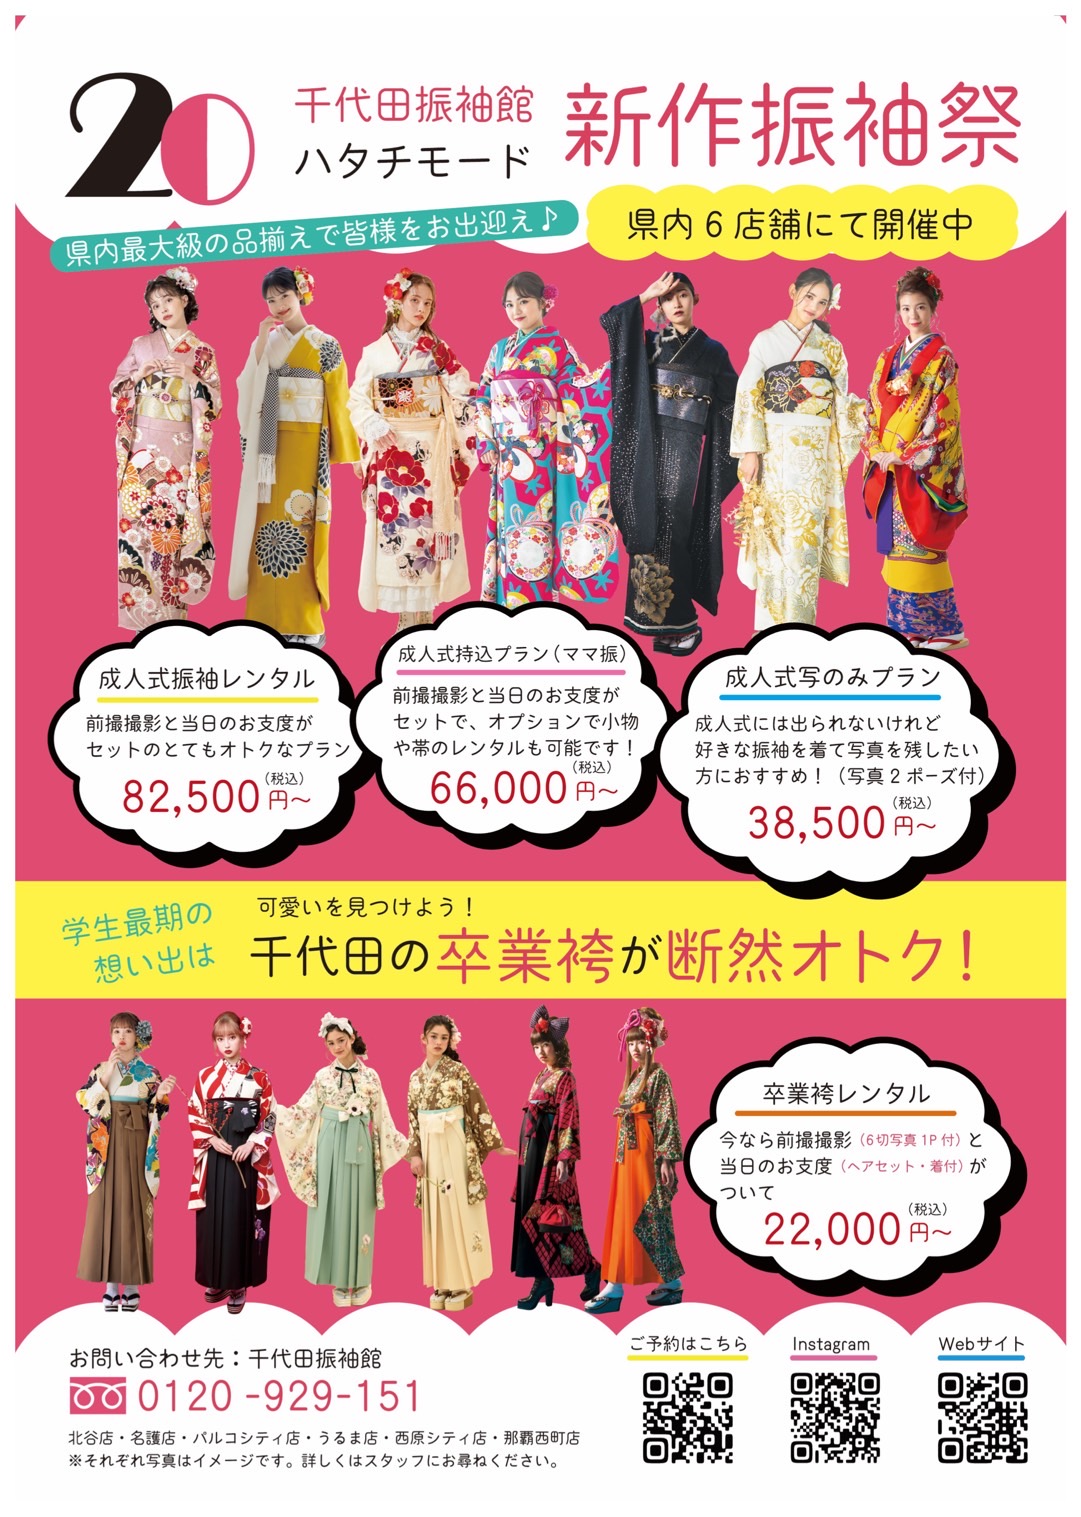 20
千代田振袖館
ハタチモード
新作振袖祭
県内最大級の品揃えで皆様をお出迎え♪
県内6店舗にて開催中
成人式振袖レンタル
前撮撮影と当日のお支度が
セットのとてもオトクなプラン
82,500円〜(税込)
成人式持込プラン(ママ振)
前撮撮影と当日のお支度が
セットで、オプションで小物
や帯のレンタルも可能です！
66,000円〜(税込)
成人式写のみプラン
成人式には出られないけれど
好きな振袖を着て写真を残したい
方におすすめ！（写真2ポーズ付）
38,500円〜(税込)
学生最期の
想い出は
可愛いを見つけよう！
千代田の卒業袴が断然オトク！
卒業袴レンタル
今なら前撮撮影（6切写真1P付）と
当日のお支度（ヘアセット・着付）が
ついて
22,000円〜(税込)
お問い合わせ先：千代田振袖館
0120-929-151
北谷店・名護店・パルコシティ店・うるま店・西原シティ店・那覇西町店
※それぞれ写真はイメージです。詳しくはスタッフにお尋ねください。
ご予約はこちら
Instagram
Webサイト